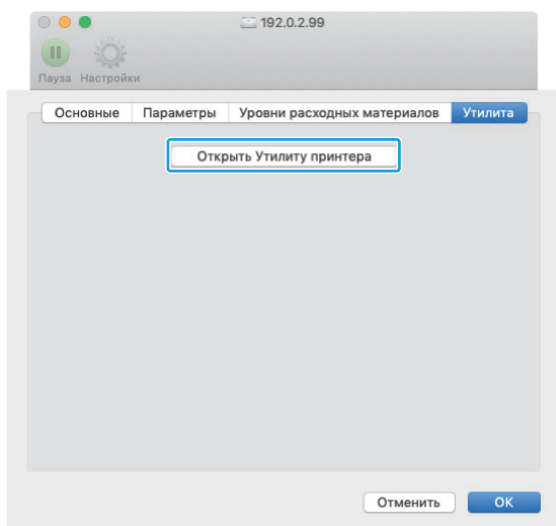 192.0.2.99
Пауза Настройки
Основные Параметры Уровни расходных материалов Утилита
Открыть Утилиту принтера
Отменить OK